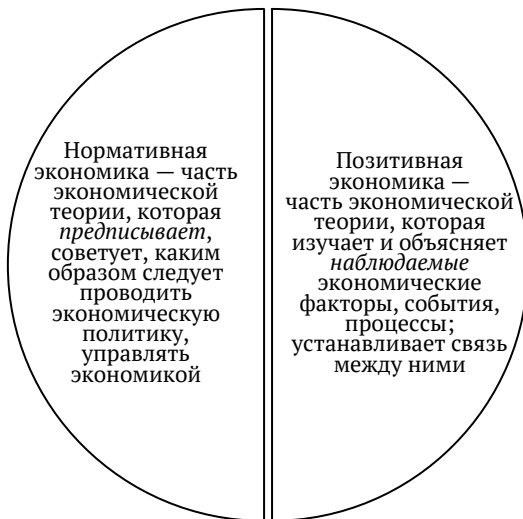 Нормативная
экономика — часть
экономической
теории, которая
предписывает,
советует, каким
образом следует
проводить
экономическую
политику,
управлять
экономикой
Позитивная
экономика —
часть экономической
теории, которая
изучает и объясняет
наблюдаемые
экономические
факторы, события,
процессы;
устанавливает связь
между ними